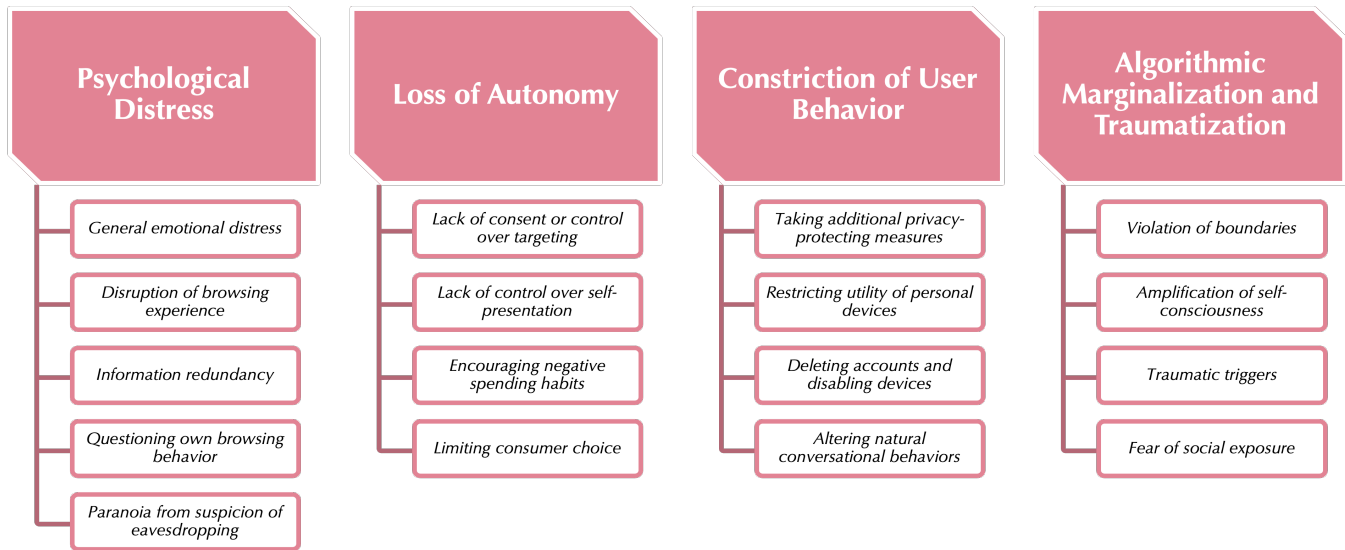 Psychological
Distress
General emotional distress
Disruption of browsing
experience
Information redundancy
Questioning own browsing
behavior
Paranoia from suspicion of
eavesdropping
Loss of Autonomy
Lack of consent or control
over targeting
Lack of control over self-
presentation
Encouraging negative
spending habits
Limiting consumer choice
Constriction of User
Behavior
Taking additional privacy-
protecting measures
Restricting utility of personal
devices
Deleting accounts and
disabling devices
Altering natural
conversational behaviors
Algorithmic
Marginalization and
Traumatization
Violation of boundaries
Amplification of self-
consciousness
Traumatic triggers
Fear of social exposure